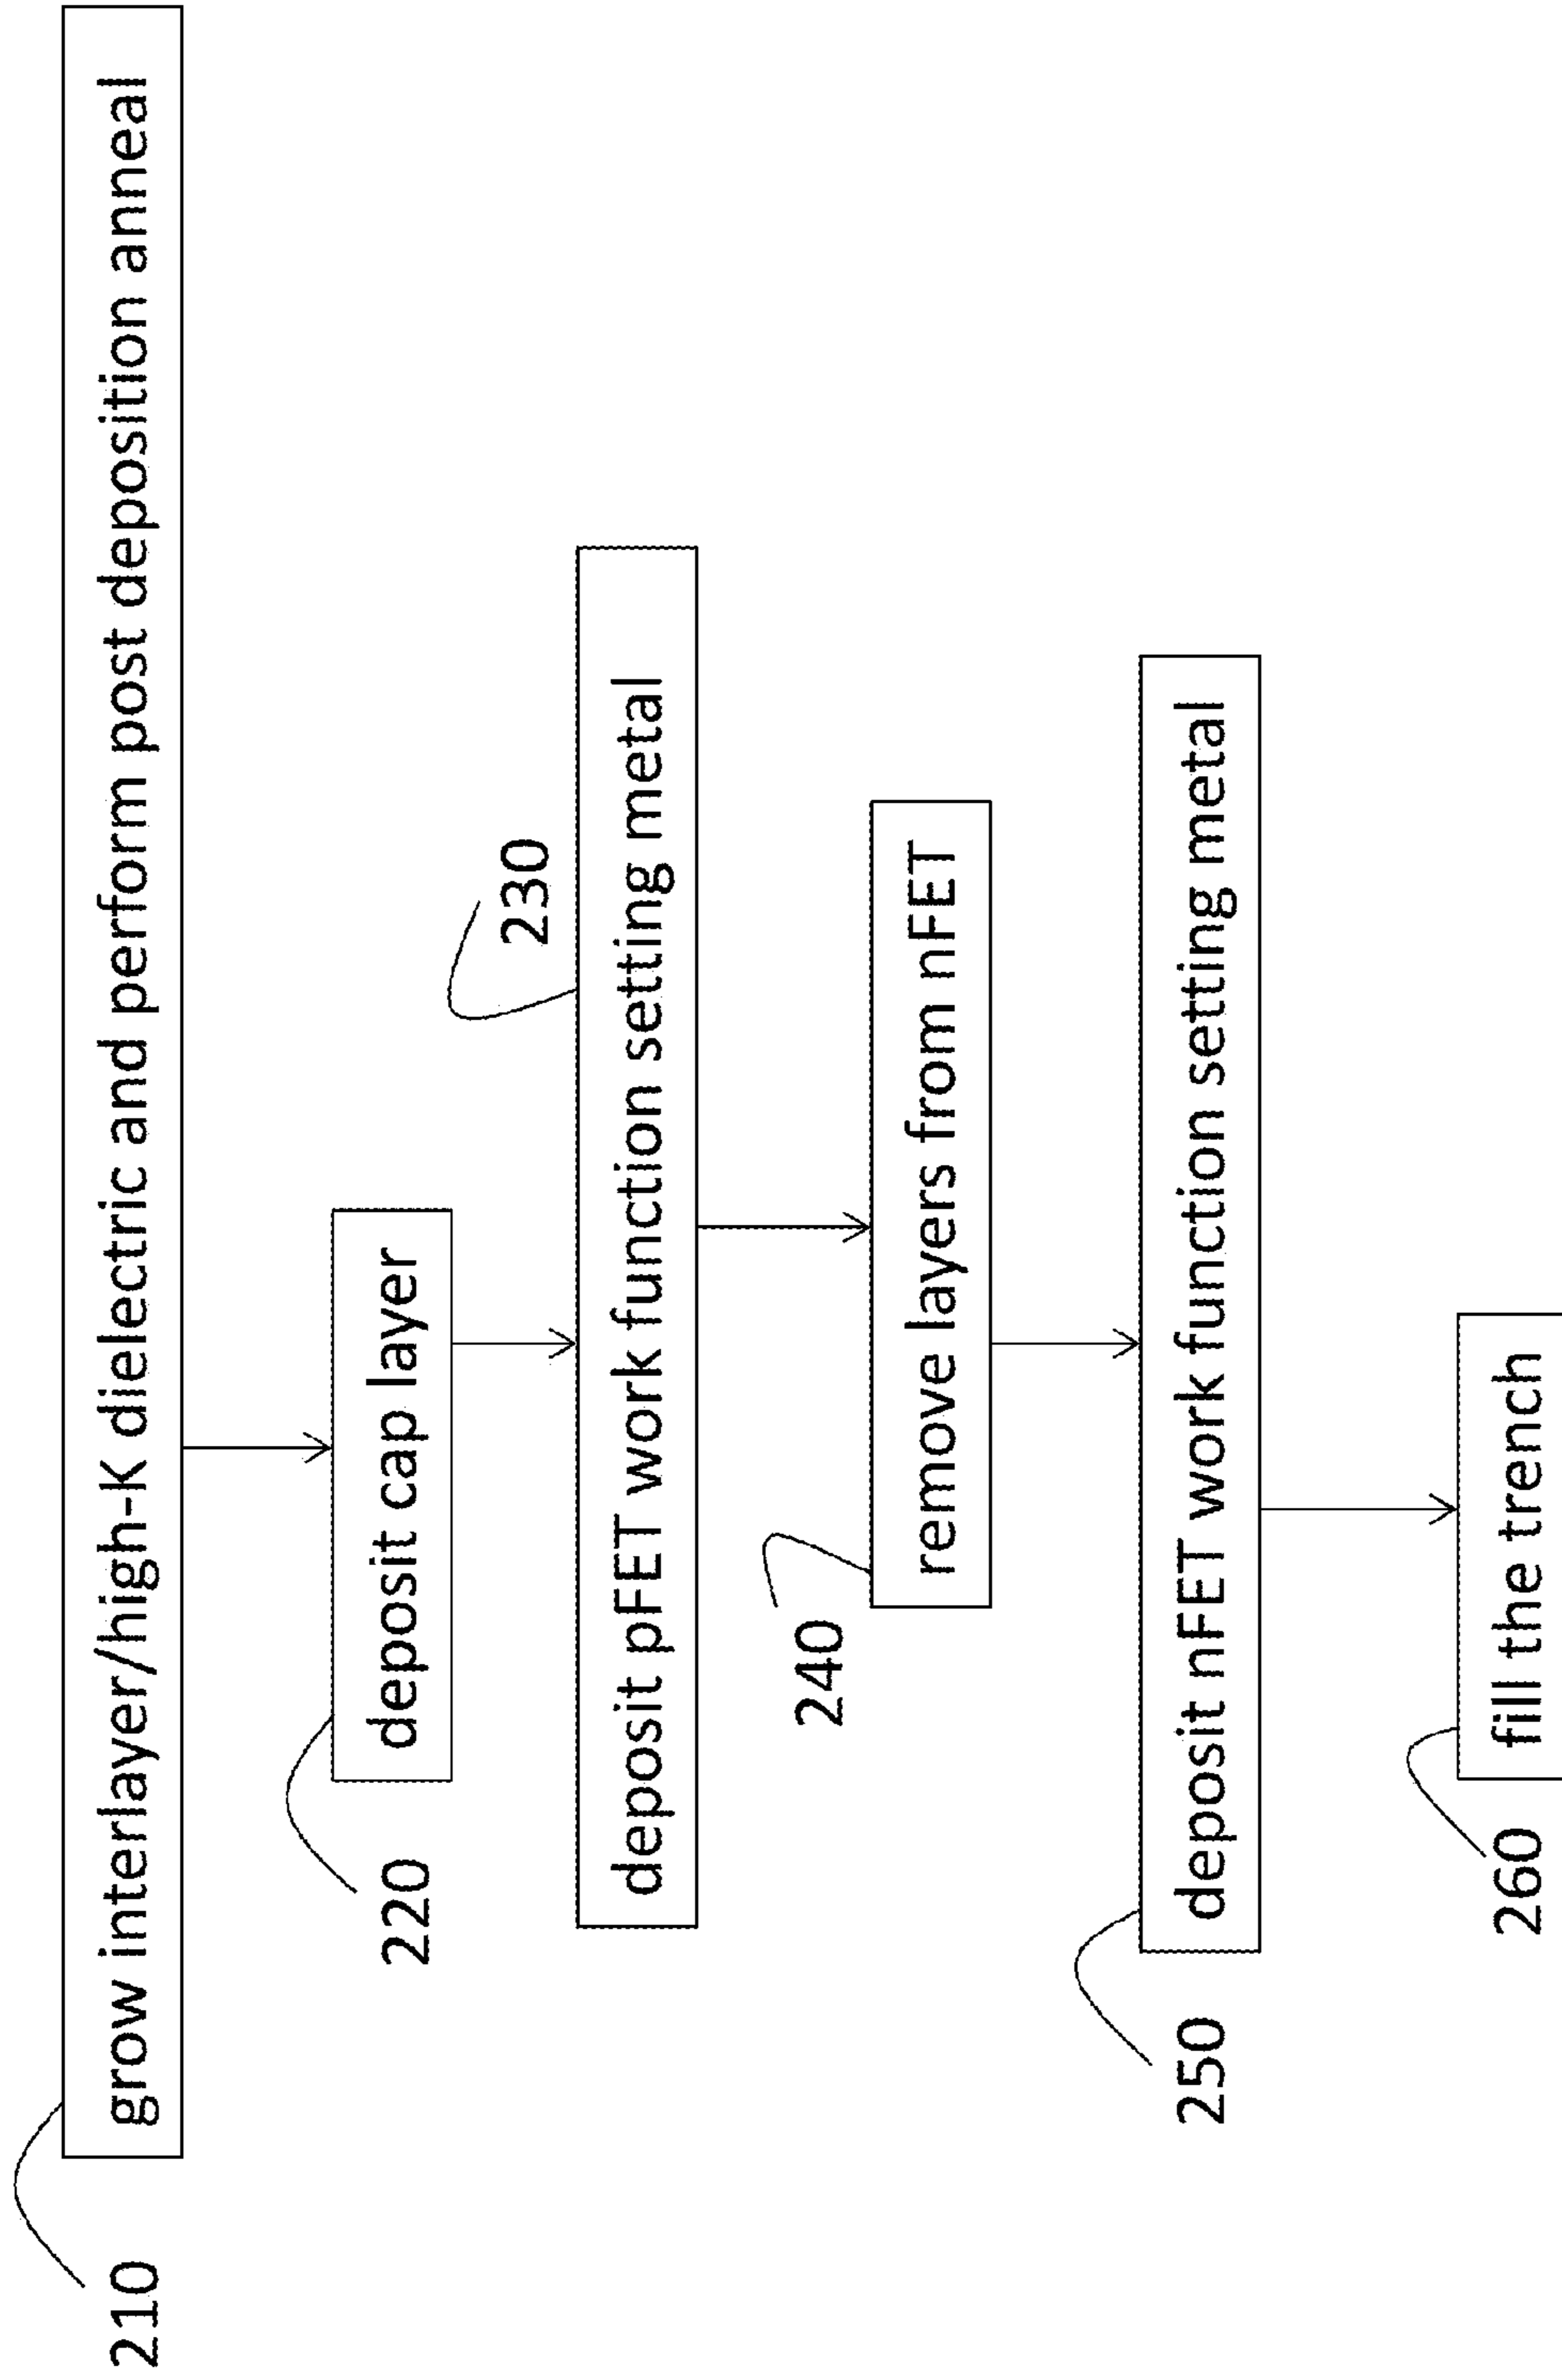 210
grow interlayer/high-K dielectric and perform post deposition anneal
220
deposit cap layer
230
deposit pFET work function setting metal
240
remove layers from nFET
250
deposit nFET work function setting metal
260
fill the trench